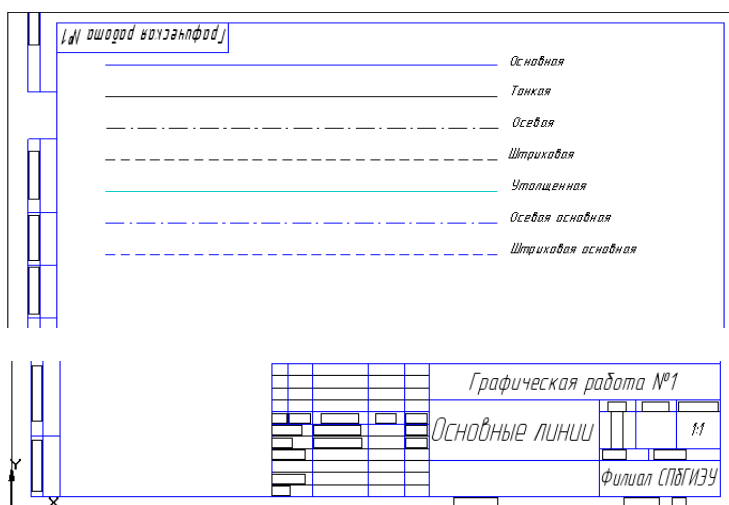 Графическая работа №1
Основная
Тонкая
Осевая
Штриховая
Утолщенная
Осевая основная
Штриховая основная
Графическая работа №1
Основные линии
1:1
Филиал СПбГИЭУ
Y
X